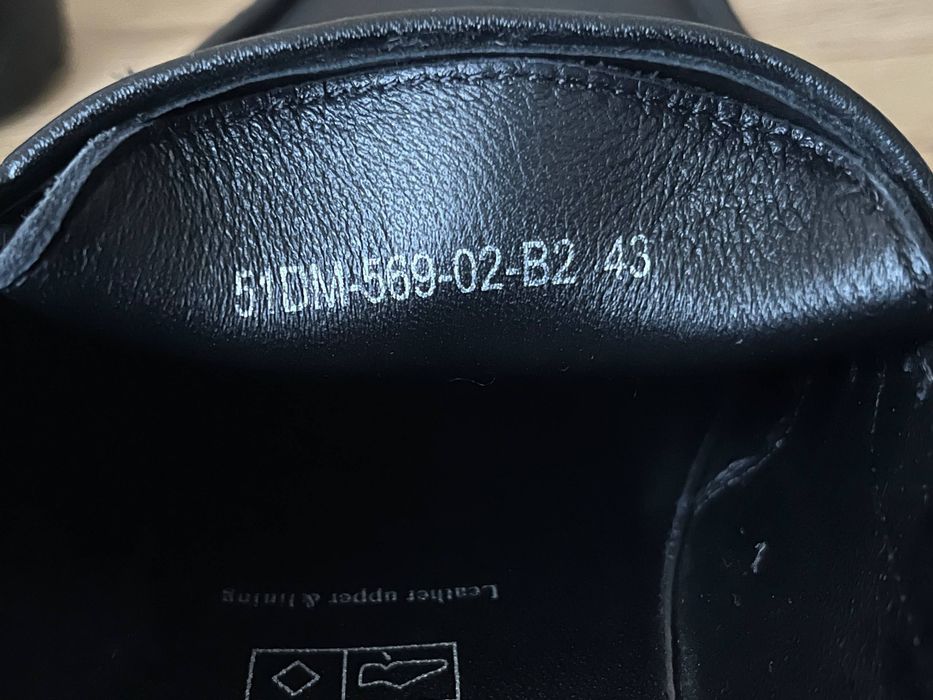 51DM-569-02-B2 43
Leather upper & lining